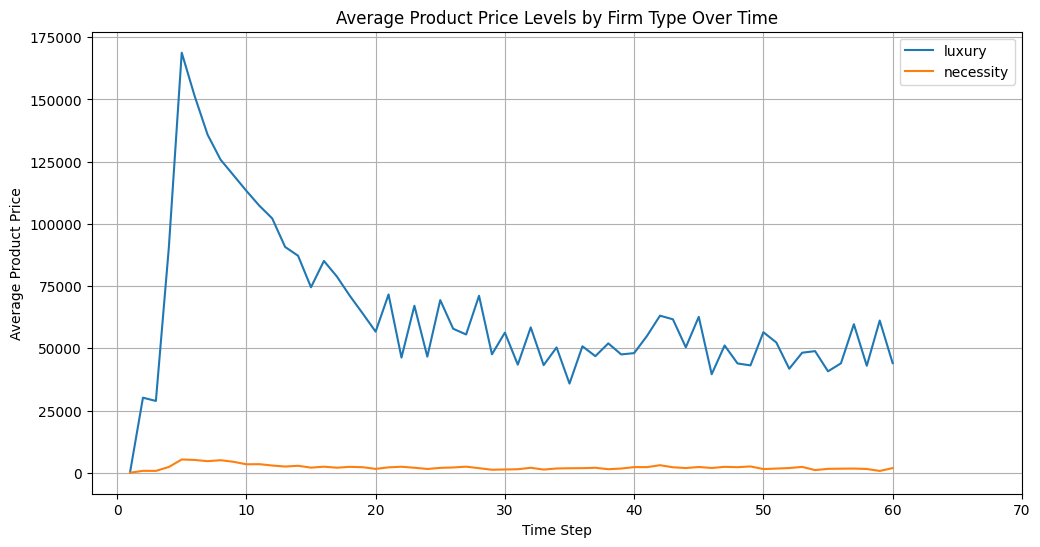 Average Product Price Levels by Firm Type Over Time
luxury
necessity
Average Product Price
175000
150000
125000
100000
75000
50000
25000
0
0 10 20 30 40 50 60 70
Time Step